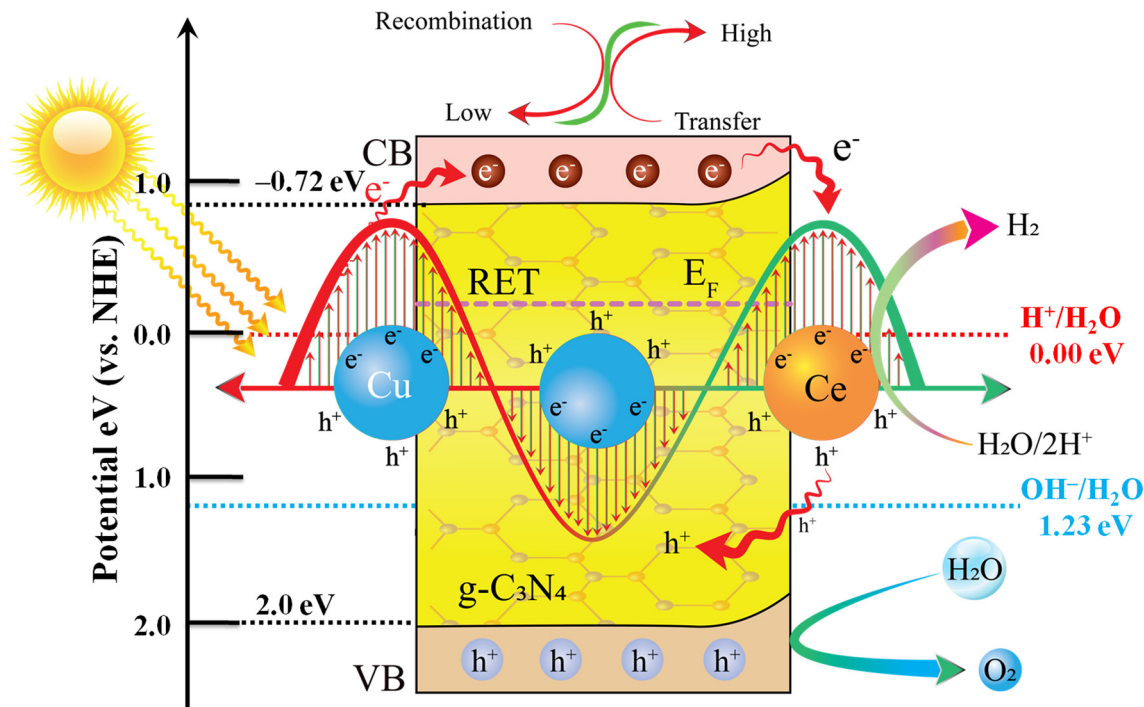 Recombination
High
Low
Transfer
CB
e⁻ e⁻ e⁻ e⁻
e⁻
1.0
–0.72 eV
e⁻
Potential eV (vs. NHE)
H₂
RET
E_F
0.0
H⁺/H₂O
0.00 eV
h⁺
h⁺ h⁺
e⁻ e⁻ e⁻
Cu
e⁻ e⁻ e⁻
e⁻ e⁻ e⁻
Ce
h⁺ h⁺ h⁺
h⁺ h⁺ h⁺
H₂O/2H⁺
1.0
OH⁻/H₂O
1.23 eV
h⁺
h⁺
g-C₃N₄
H₂O
2.0 eV
2.0
VB
h⁺ h⁺ h⁺ h⁺
O₂